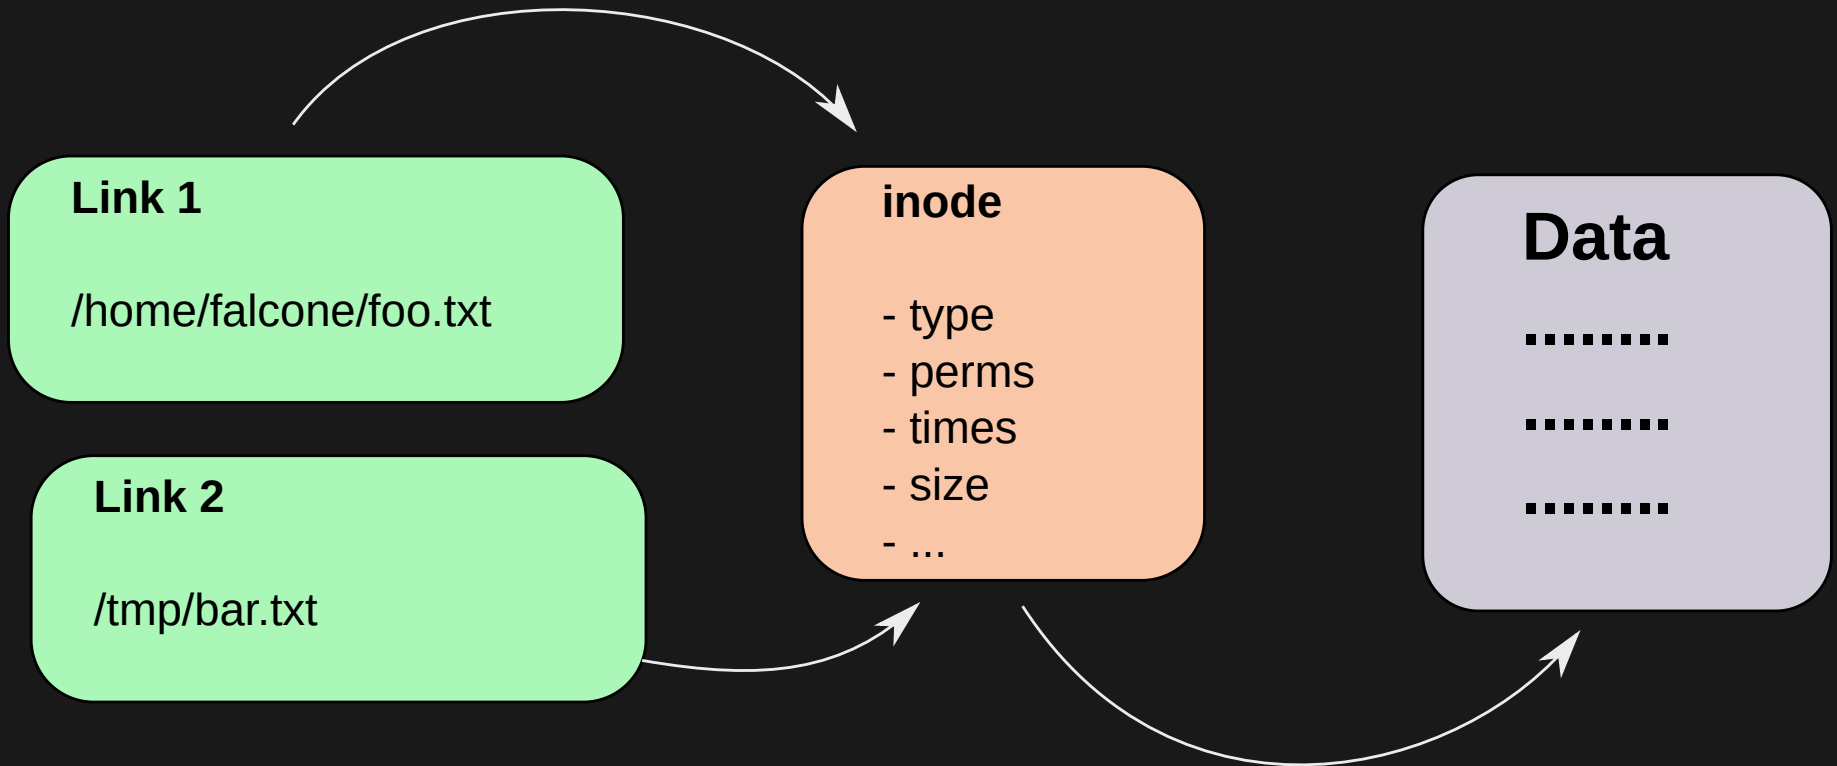 Link 1
/home/falcone/foo.txt
Link 2
/tmp/bar.txt
inode
- type
- perms
- times
- size
- ...
Data
........
........
........